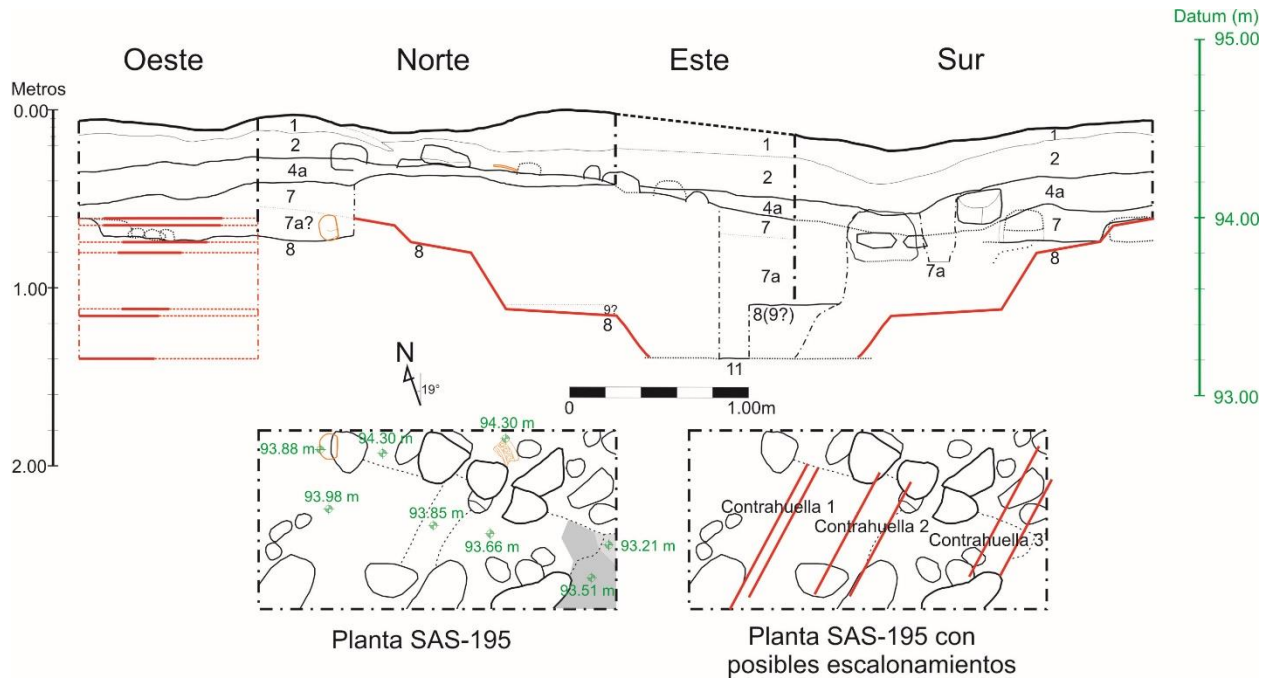 Datum (m)
95.00
Oeste
Norte
Este
Sur
Metros
0.00
1
1
1
2
2
2
4a
4a
4a
94.00
7
7
7
7a?
8
8
8
7a
7a
1.00
9?
8
8(9?)
11
93.00
N
19°
0
1.00m
2.00
94.30 m
93.88 m
94.30 m
93.98 m
93.85 m
93.66 m
93.21 m
93.51 m
Contrahuella 1
Contrahuella 2
Contrahuella 3
Planta SAS-195
Planta SAS-195 con
posibles escalonamientos